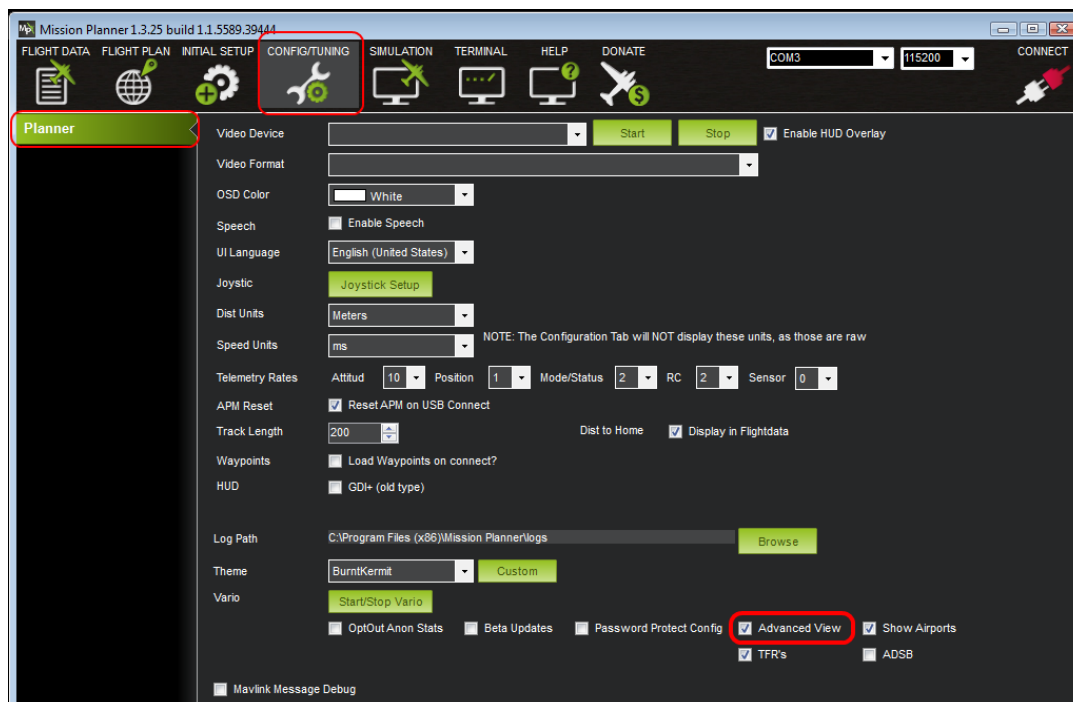 Mission Planner 1.3.25 build 1.1.5589.39444
FLIGHT DATA FLIGHT PLAN INITIAL SETUP CONFIG/TUNING SIMULATION TERMINAL HELP DONATE COM3 115200 CONNECT
Planner
Video Device Start Stop Enable HUD Overlay
Video Format
OSD Color White
Speech Enable Speech
UI Language English (United States)
Joystic Joystick Setup
Dist Units Meters
NOTE: The Configuration Tab will NOT display these units, as those are raw
Speed Units ms
Telemetry Rates Attitud 10 Position 1 Mode/Status 2 RC 2 Sensor 0
APM Reset Reset APM on USB Connect
Track Length 200 Dist to Home Display in Flightdata
Waypoints Load Waypoints on connect?
HUD GDI+ (old type)
Log Path C:\Program Files (x86)\Mission Planner\logs Browse
Theme BurntKermit Custom
Vario Start/Stop Vario
OptOut Anon Stats Beta Updates Password Protect Config Advanced View Show Airports
TFR's ADSB
Mavlink Message Debug